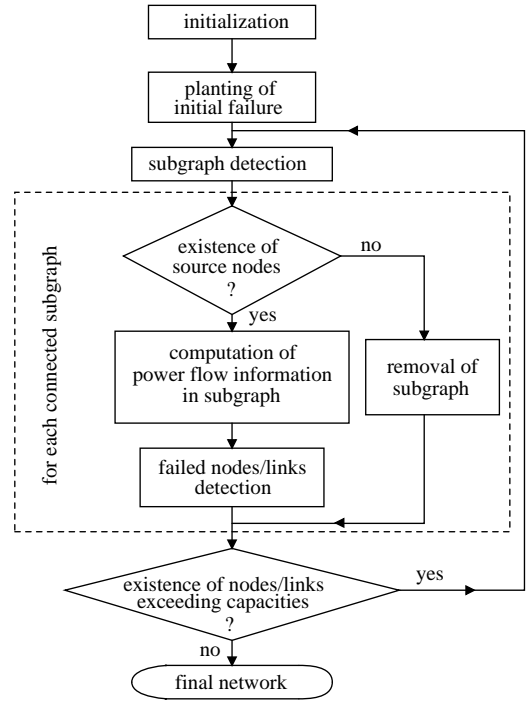 initialization
planting of
initial failure
subgraph detection
for each connected subgraph
existence of
source nodes
?
no
yes
computation of
power flow information
in subgraph
removal of
subgraph
failed nodes/links
detection
existence of nodes/links
exceeding capacities
?
yes
no
final network